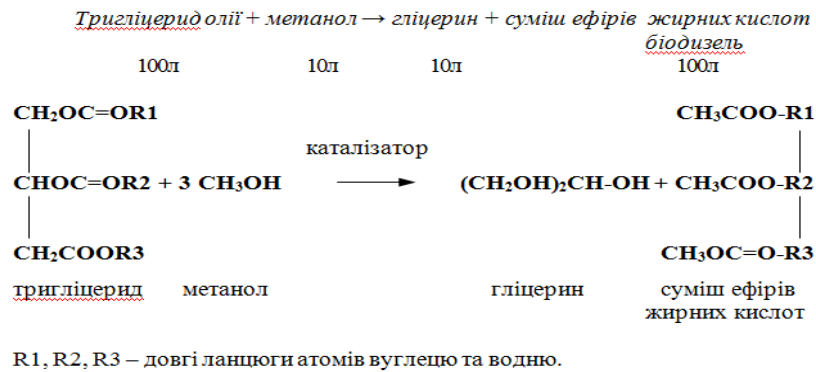 Тригліцерид олії + метанол → гліцерин + суміш ефірів жирних кислот
біодизель
100л 10л 10л 100л
CH₂OC=OR1 CH₃COO-R1
каталізатор
CHOC=OR2 + 3 CH₃OH ⟶ (CH₂OH)₂CH-OH + CH₃COO-R2
CH₂COOR3 CH₃OC=O-R3
тригліцерид метанол гліцерин суміш ефірів
жирних кислот
R1, R2, R3 – довгі ланцюги атомів вуглецю та водню.